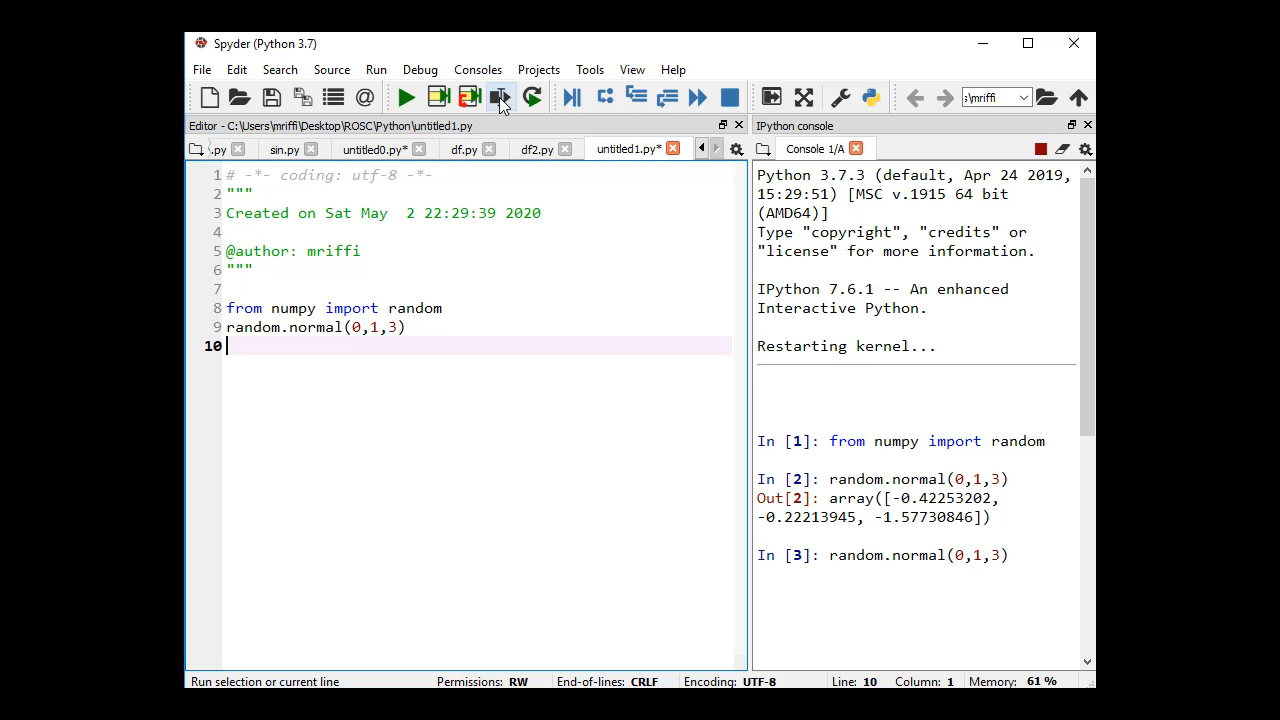 Spyder (Python 3.7)
File Edit Search Source Run Debug Consoles Projects Tools View Help
;\mriffi
Editor - C:\Users\mriffi\Desktop\ROSC\Python\untitled1.py
IPython console
.py sin.py untitled0.py* df.py df2.py untitled1.py*
Console 1/A
1 # -*- coding: utf-8 -*-
2 """
3 Created on Sat May  2 22:29:39 2020
4
5 @author: mriffi
6 """
7
8 from numpy import random
9 random.normal(0,1,3)
10
Python 3.7.3 (default, Apr 24 2019,
15:29:51) [MSC v.1915 64 bit
(AMD64)]
Type "copyright", "credits" or
"license" for more information.
IPython 7.6.1 -- An enhanced
Interactive Python.
Restarting kernel...
In [1]: from numpy import random
In [2]: random.normal(0,1,3)
Out[2]: array([-0.42253202,
-0.22213945, -1.57730846])
In [3]: random.normal(0,1,3)
Run selection or current line Permissions: RW End-of-lines: CRLF Encoding: UTF-8 Line: 10 Column: 1 Memory: 61 %